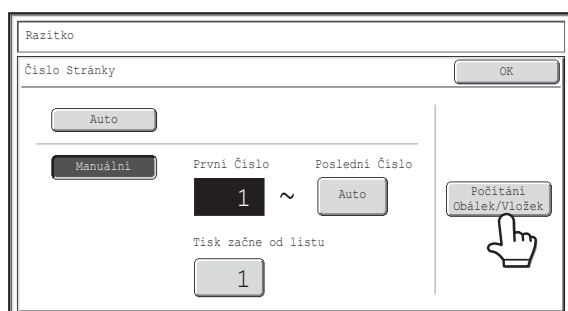 Razítko
Číslo Stránky
OK
Auto
Manuální
První Číslo
Poslední Číslo
1
~
Auto
Počítání
Obálek/Vložek
Tisk začne od listu
1